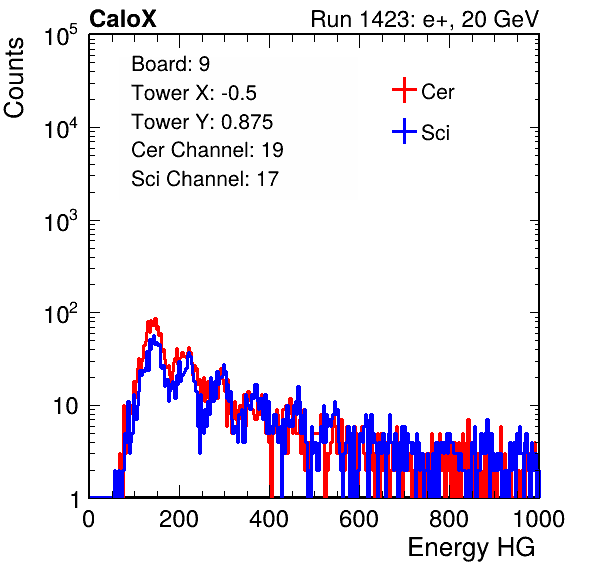 CaloX Run 1423: e+, 20 GeV
Counts
Board: 9
Tower X: -0.5
Tower Y: 0.875
Cer Channel: 19
Sci Channel: 17
Cer
Sci
10^5
10^4
10^3
10^2
10
1
0 200 400 600 800 1000
Energy HG